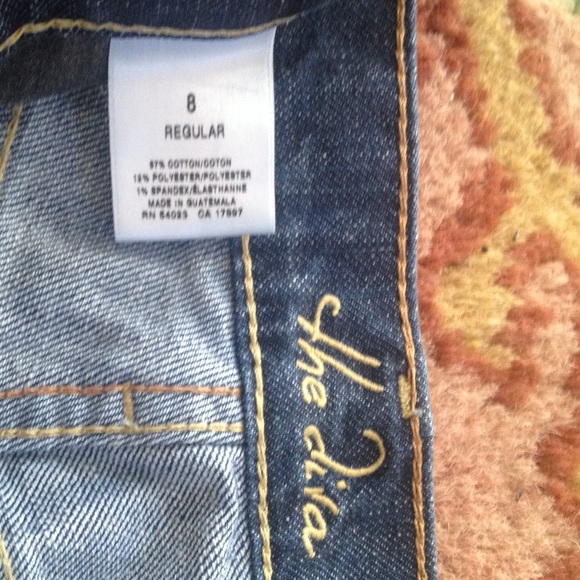 8
REGULAR
87% COTTON/COTON
12% POLYESTER/POLYESTER
1% SPANDEX/ÉLASTHANNE
MADE IN GUATEMALA
RN 54023 CA 17897
the diva